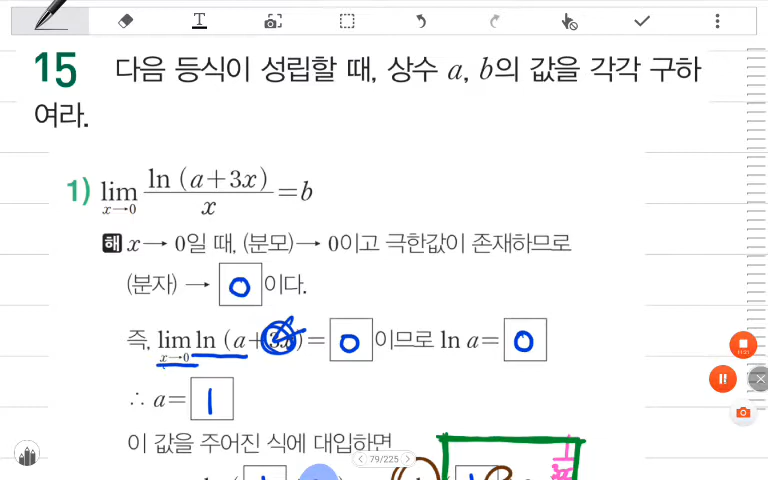 15 다음 등식이 성립할 때, 상수 a, b의 값을 각각 구하
여라.
1) lim x→0 ln (a+3x) / x = b
해 x → 0일 때, (분모) → 0이고 극한값이 존재하므로
(분자) → 0 이다.
즉, lim x→0 ln (a+3x) = 0 이므로 ln a = 0
∴ a = 1
이 값을 주어진 식에 대입하면
79/225